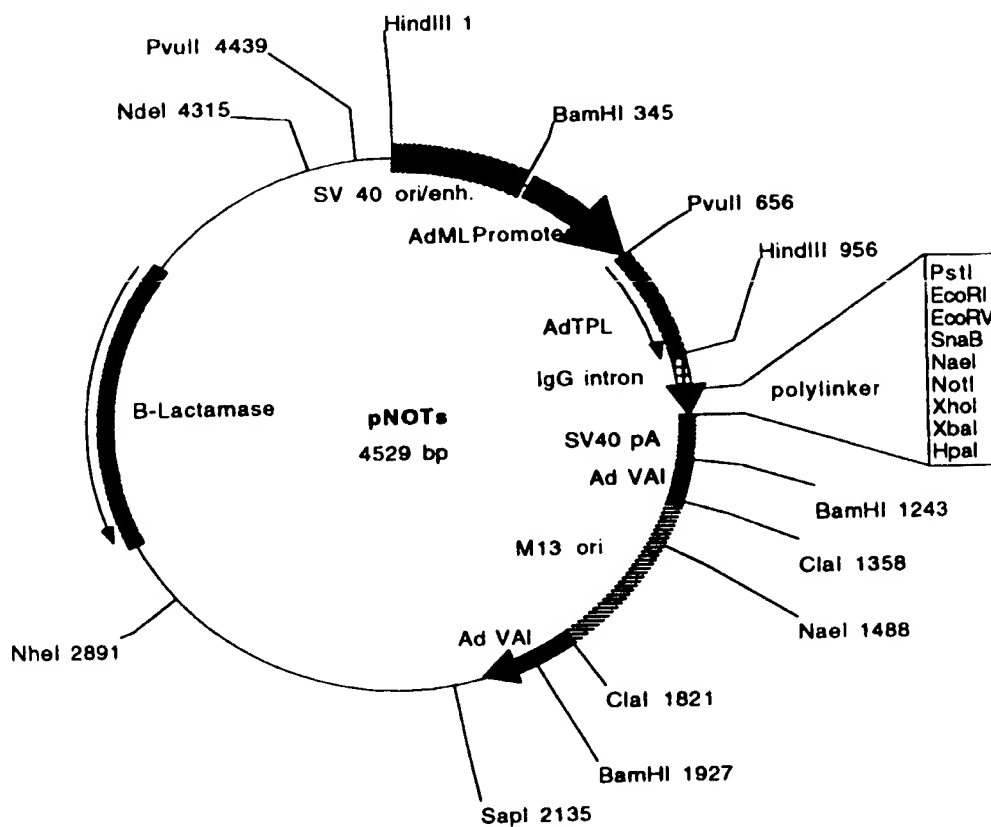 HindIII 1
PvuII 4439
NdeI 4315
BamHI 345
SV 40 ori/enh.
PvuII 656
AdMLPromote
HindIII 956
PstI
EcoRI
EcoRV
SnaB
NaeI
NotI
XhoI
XbaI
HpaI
AdTPL
IgG intron
polylinker
B-Lactamase
pNOTs
4529 bp
SV40 pA
Ad VAI
BamHI 1243
M13 ori
ClaI 1358
NaeI 1488
Ad VAI
NheI 2891
ClaI 1821
BamHI 1927
SapI 2135